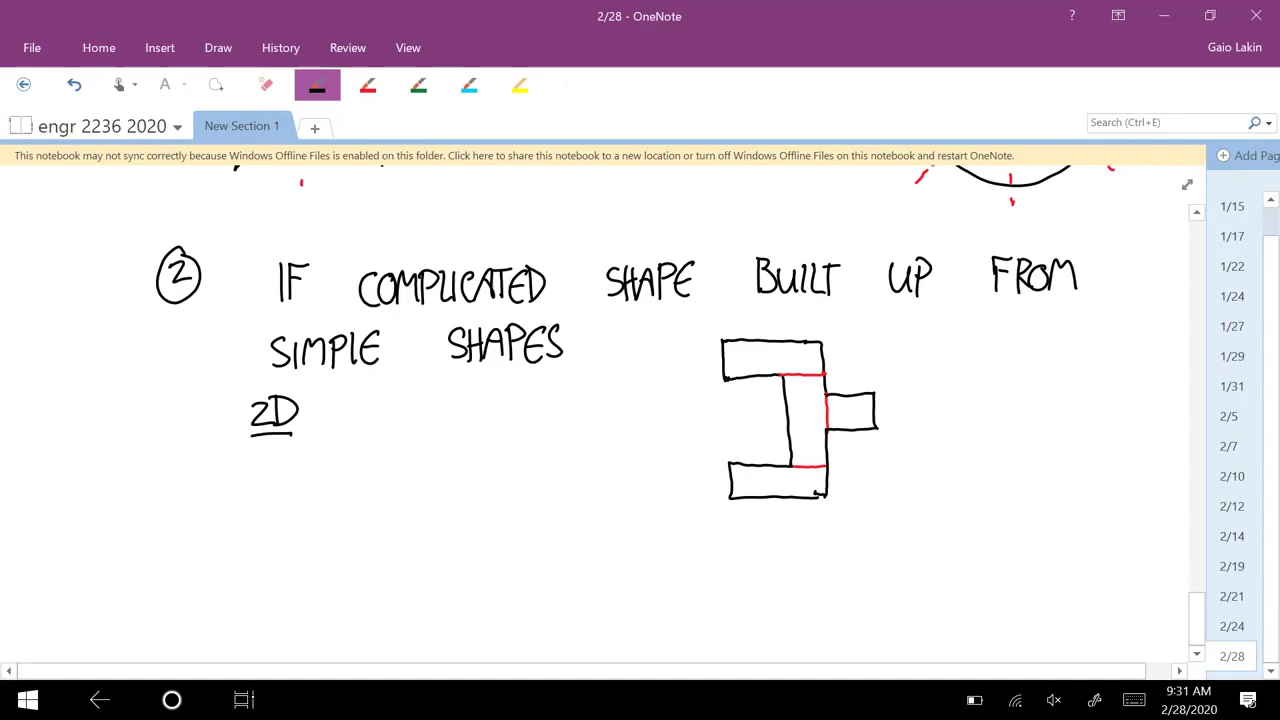 2/28 - OneNote
?
File Home Insert Draw History Review View
Gaio Lakin
A
engr 2236 2020
New Section 1
+
Search (Ctrl+E)
This notebook may not sync correctly because Windows Offline Files is enabled on this folder. Click here to share this notebook to a new location or turn off Windows Offline Files on this notebook and restart OneNote.
Add Pag
② IF COMPLICATED SHAPE BUILT UP FROM
SIMPLE SHAPES
2D
1/15
1/17
1/22
1/24
1/27
1/29
1/31
2/5
2/7
2/10
2/12
2/14
2/19
2/21
2/24
2/28
9:31 AM
2/28/2020